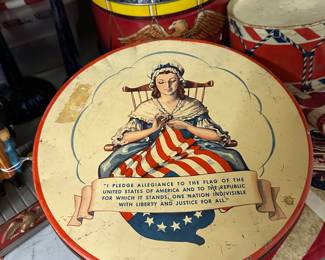 "I PLEDGE ALLEGIANCE TO THE FLAG OF THE
UNITED STATES OF AMERICA AND TO THE REPUBLIC
FOR WHICH IT STANDS, ONE NATION INDIVISIBLE
WITH LIBERTY AND JUSTICE FOR ALL."